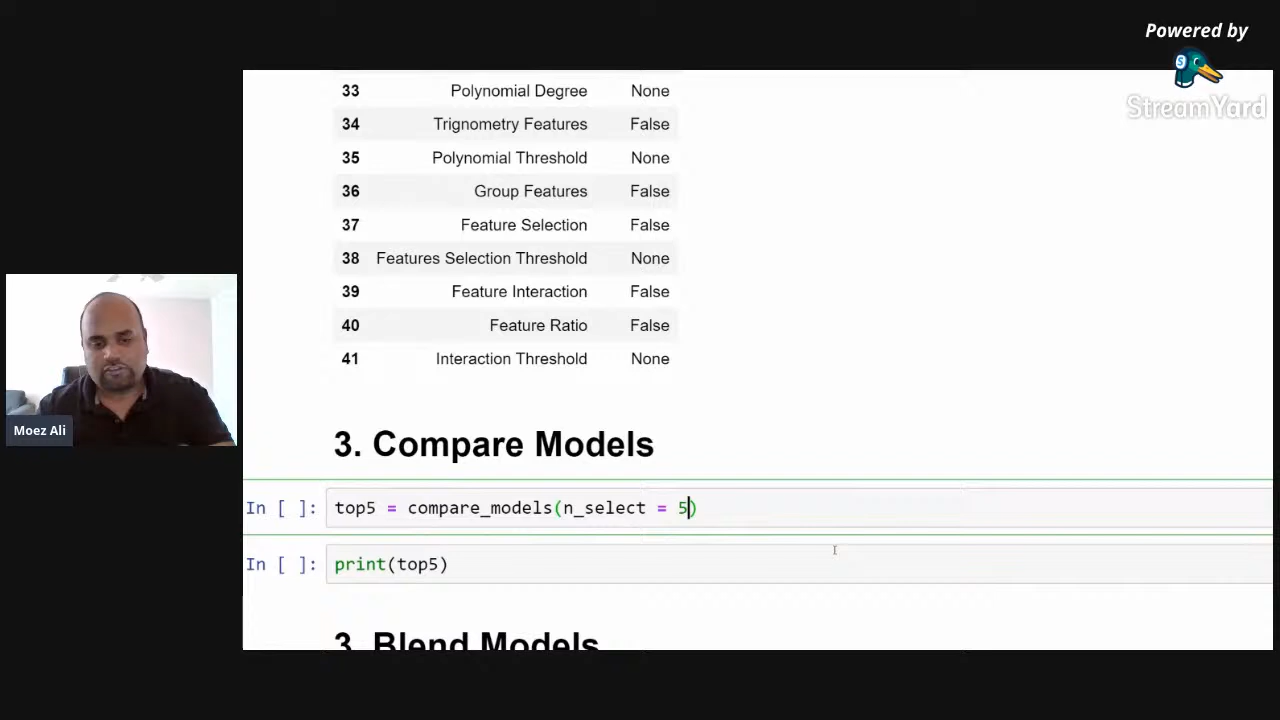 Powered by
StreamYard
33 Polynomial Degree None
34 Trignometry Features False
35 Polynomial Threshold None
36 Group Features False
37 Feature Selection False
38 Features Selection Threshold None
39 Feature Interaction False
40 Feature Ratio False
41 Interaction Threshold None
Moez Ali
3. Compare Models
In [ ]: top5 = compare_models(n_select = 5)
In [ ]: print(top5)
3. Blend Models